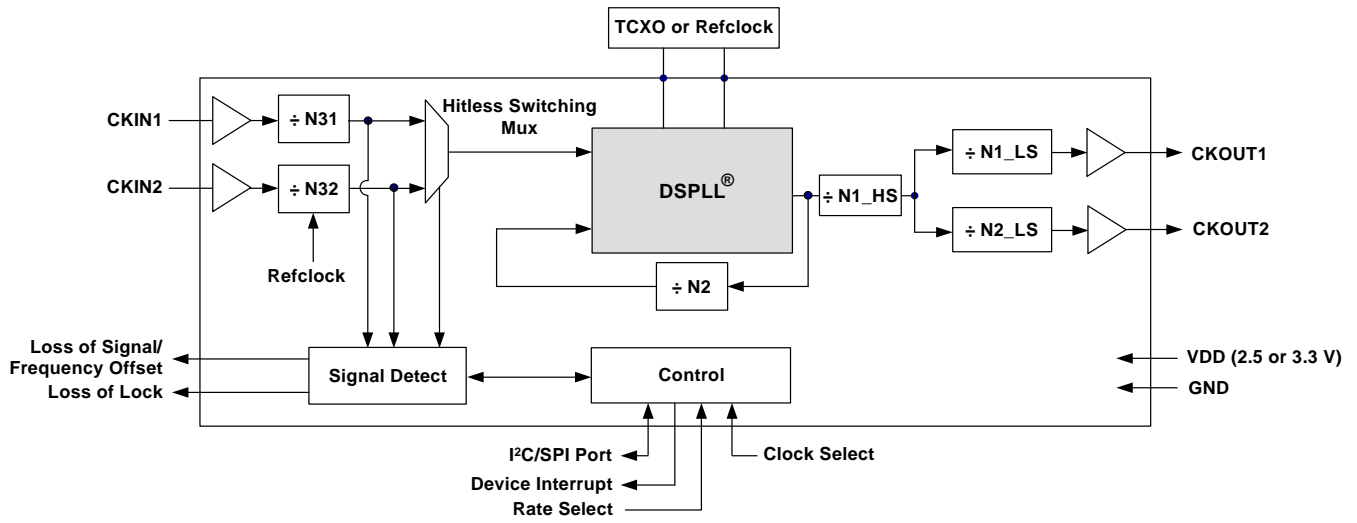 TCXO or Refclock
CKIN1
÷ N31
Hitless Switching
Mux
CKIN2
÷ N32
DSPLL®
÷ N1_HS
÷ N1_LS
CKOUT1
÷ N2_LS
CKOUT2
Refclock
÷ N2
Loss of Signal/
Frequency Offset
Loss of Lock
Signal Detect
Control
VDD (2.5 or 3.3 V)
GND
I²C/SPI Port
Clock Select
Device Interrupt
Rate Select